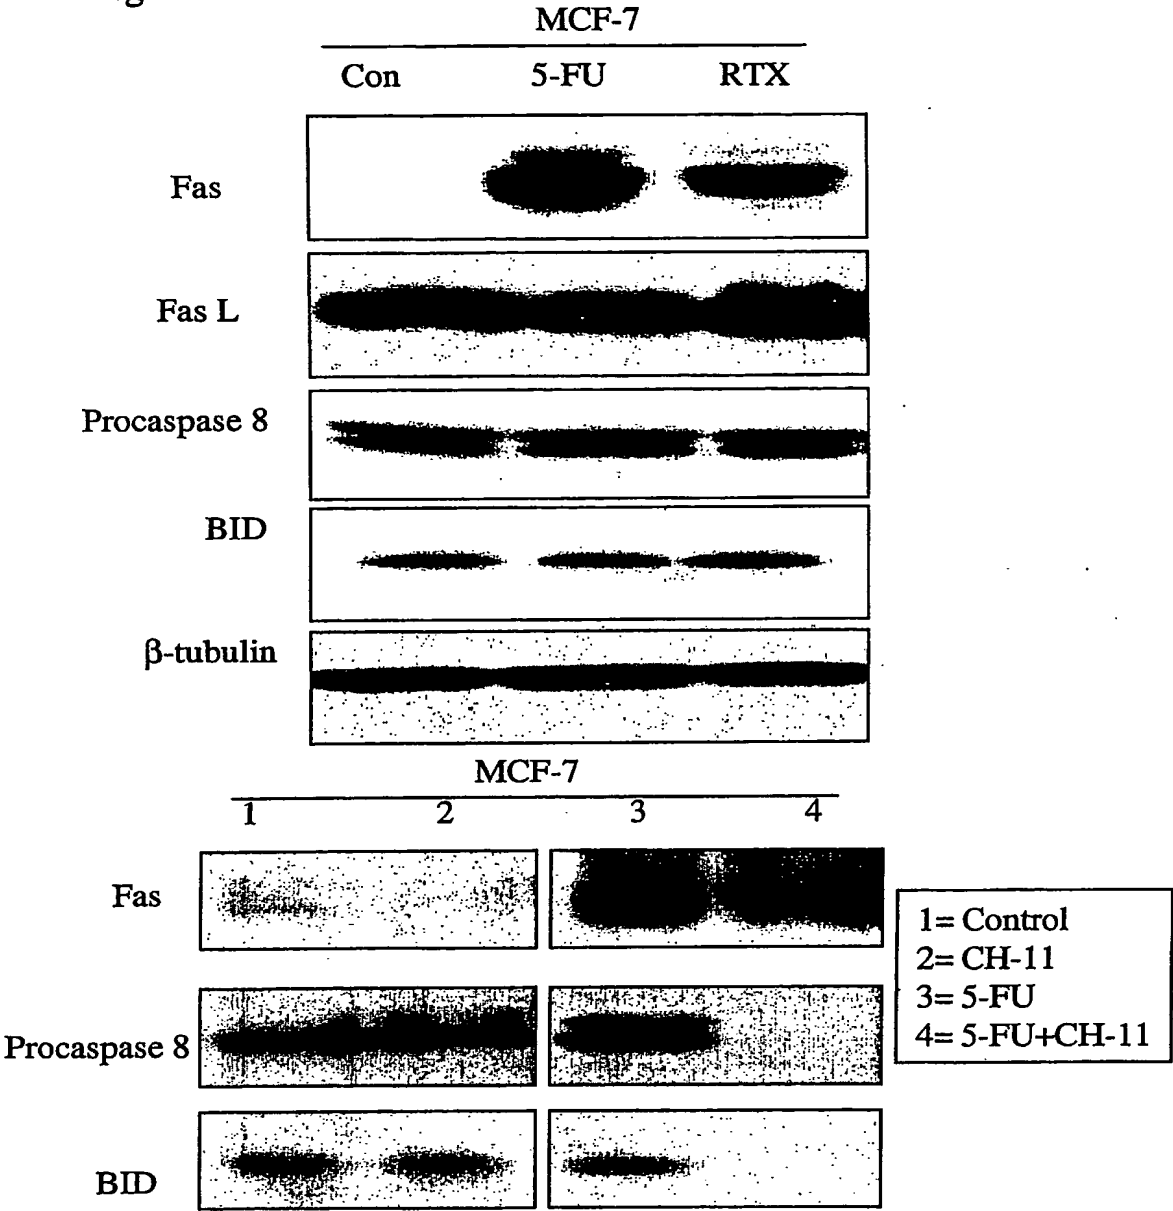 MCF-7
Con 5-FU RTX
Fas
Fas L
Procaspase 8
BID
β-tubulin
MCF-7
1 2 3 4
Fas
1= Control
2= CH-11
3= 5-FU
4= 5-FU+CH-11
Procaspase 8
BID